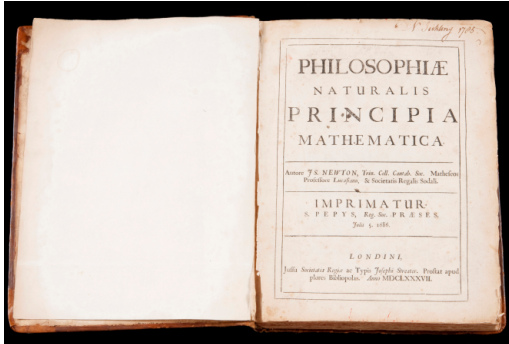 1708
PHILOSOPHIÆ
NATURALIS
PRINCIPIA
MATHEMATICA.
Autore JS. NEWTON, Trin. Coll. Cantab. Soc. Matheseos
Professore Lucasiano, & Societatis Regalis Sodali.
IMPRIMATUR·
S. PEPYS, Reg. Soc. PRÆSES.
Julii 5. 1686.
LONDINI,
Jussu Societatis Regiæ ac Typis Josephi Streater. Prostat apud
plures Bibliopolas. Anno MDCLXXXVII.